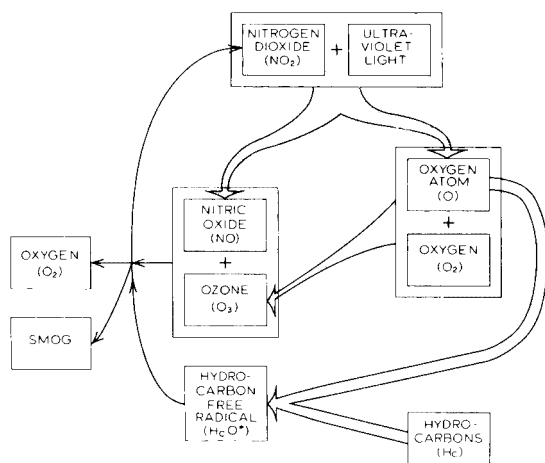 NITROGEN
DIOXIDE
(NO₂)
+
ULTRA-
VIOLET
LIGHT
OXYGEN
ATOM
(O)
+
OXYGEN
(O₂)
NITRIC
OXIDE
(NO)
+
OZONE
(O₃)
OXYGEN
(O₂)
SMOG
HYDRO-
CARBON
FREE
RADICAL
(HcO*)
HYDRO-
CARBONS
(Hc)